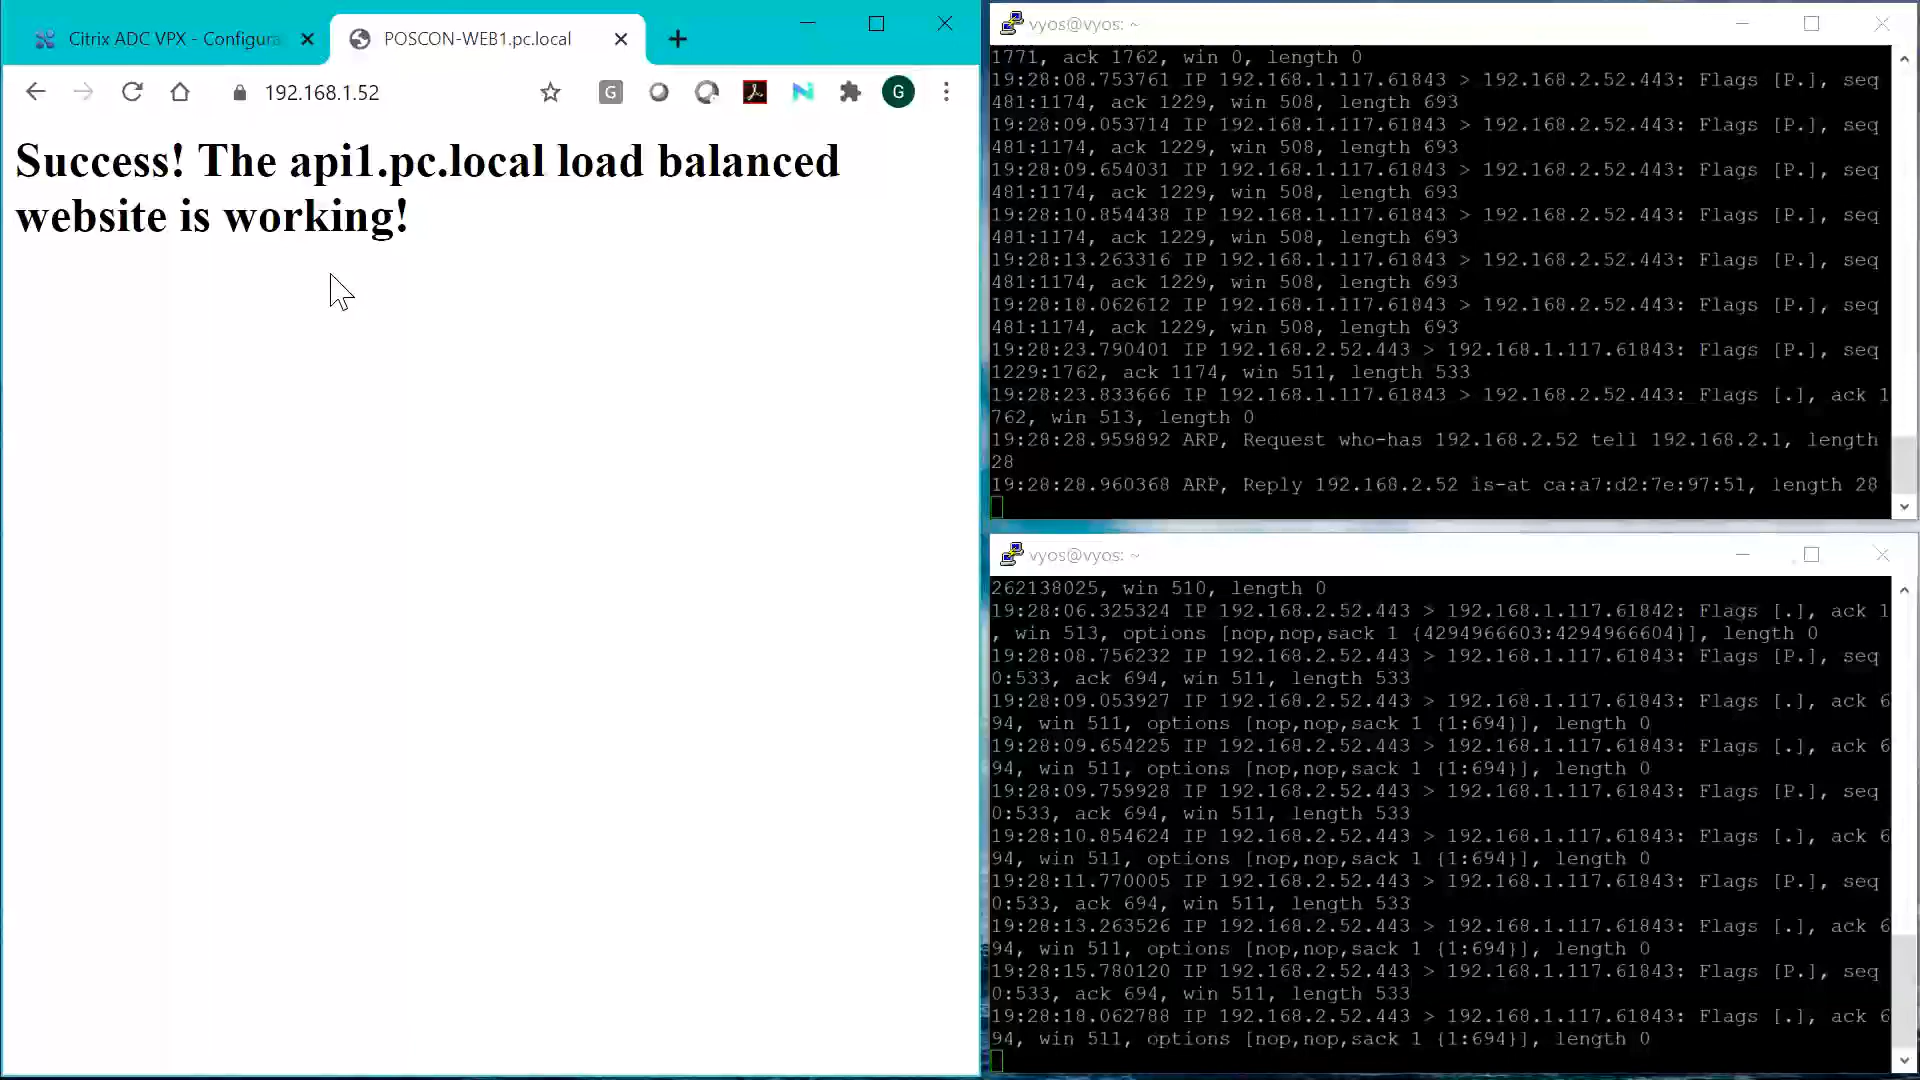 Citrix ADC VPX - Configura
POSCON-WEB1.pc.local
192.168.1.52
G
G
Success! The api1.pc.local load balanced
website is working!
vyos@vyos: ~
1771, ack 1762, win 0, length 0
19:28:08.753761 IP 192.168.1.117.61843 > 192.168.2.52.443: Flags [P.], seq
481:1174, ack 1229, win 508, length 693
19:28:09.053714 IP 192.168.1.117.61843 > 192.168.2.52.443: Flags [P.], seq
481:1174, ack 1229, win 508, length 693
19:28:09.654031 IP 192.168.1.117.61843 > 192.168.2.52.443: Flags [P.], seq
481:1174, ack 1229, win 508, length 693
19:28:10.854438 IP 192.168.1.117.61843 > 192.168.2.52.443: Flags [P.], seq
481:1174, ack 1229, win 508, length 693
19:28:13.263316 IP 192.168.1.117.61843 > 192.168.2.52.443: Flags [P.], seq
481:1174, ack 1229, win 508, length 693
19:28:18.062612 IP 192.168.1.117.61843 > 192.168.2.52.443: Flags [P.], seq
481:1174, ack 1229, win 508, length 693
19:28:23.790401 IP 192.168.2.52.443 > 192.168.1.117.61843: Flags [P.], seq
1229:1762, ack 1174, win 511, length 533
19:28:23.833666 IP 192.168.1.117.61843 > 192.168.2.52.443: Flags [.], ack 1
762, win 513, length 0
19:28:28.959892 ARP, Request who-has 192.168.2.52 tell 192.168.2.1, length
28
19:28:28.960368 ARP, Reply 192.168.2.52 is-at ca:a7:d2:7e:97:51, length 28
vyos@vyos: ~
262138025, win 510, length 0
19:28:06.325324 IP 192.168.2.52.443 > 192.168.1.117.61842: Flags [.], ack 1
, win 513, options [nop,nop,sack 1 {4294966603:4294966604}], length 0
19:28:08.756232 IP 192.168.2.52.443 > 192.168.1.117.61843: Flags [P.], seq
0:533, ack 694, win 511, length 533
19:28:09.053927 IP 192.168.2.52.443 > 192.168.1.117.61843: Flags [.], ack 6
94, win 511, options [nop,nop,sack 1 {1:694}], length 0
19:28:09.654225 IP 192.168.2.52.443 > 192.168.1.117.61843: Flags [.], ack 6
94, win 511, options [nop,nop,sack 1 {1:694}], length 0
19:28:09.759928 IP 192.168.2.52.443 > 192.168.1.117.61843: Flags [P.], seq
0:533, ack 694, win 511, length 533
19:28:10.854624 IP 192.168.2.52.443 > 192.168.1.117.61843: Flags [.], ack 6
94, win 511, options [nop,nop,sack 1 {1:694}], length 0
19:28:11.770005 IP 192.168.2.52.443 > 192.168.1.117.61843: Flags [P.], seq
0:533, ack 694, win 511, length 533
19:28:13.263526 IP 192.168.2.52.443 > 192.168.1.117.61843: Flags [.], ack 6
94, win 511, options [nop,nop,sack 1 {1:694}], length 0
19:28:15.780120 IP 192.168.2.52.443 > 192.168.1.117.61843: Flags [P.], seq
0:533, ack 694, win 511, length 533
19:28:18.062788 IP 192.168.2.52.443 > 192.168.1.117.61843: Flags [.], ack 6
94, win 511, options [nop,nop,sack 1 {1:694}], length 0